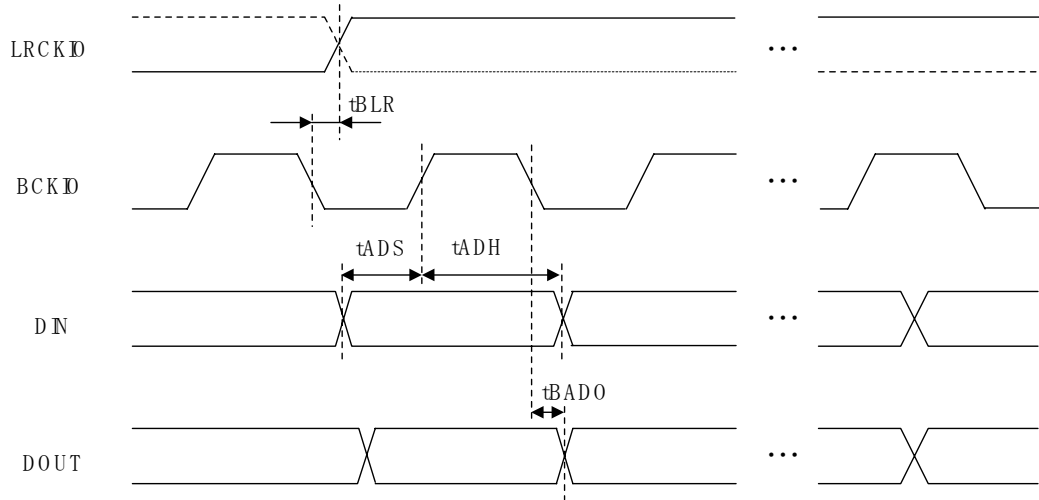 LRCKIO
tBLR
BCKIO
tADS
tADH
DIN
tBADO
DOUT